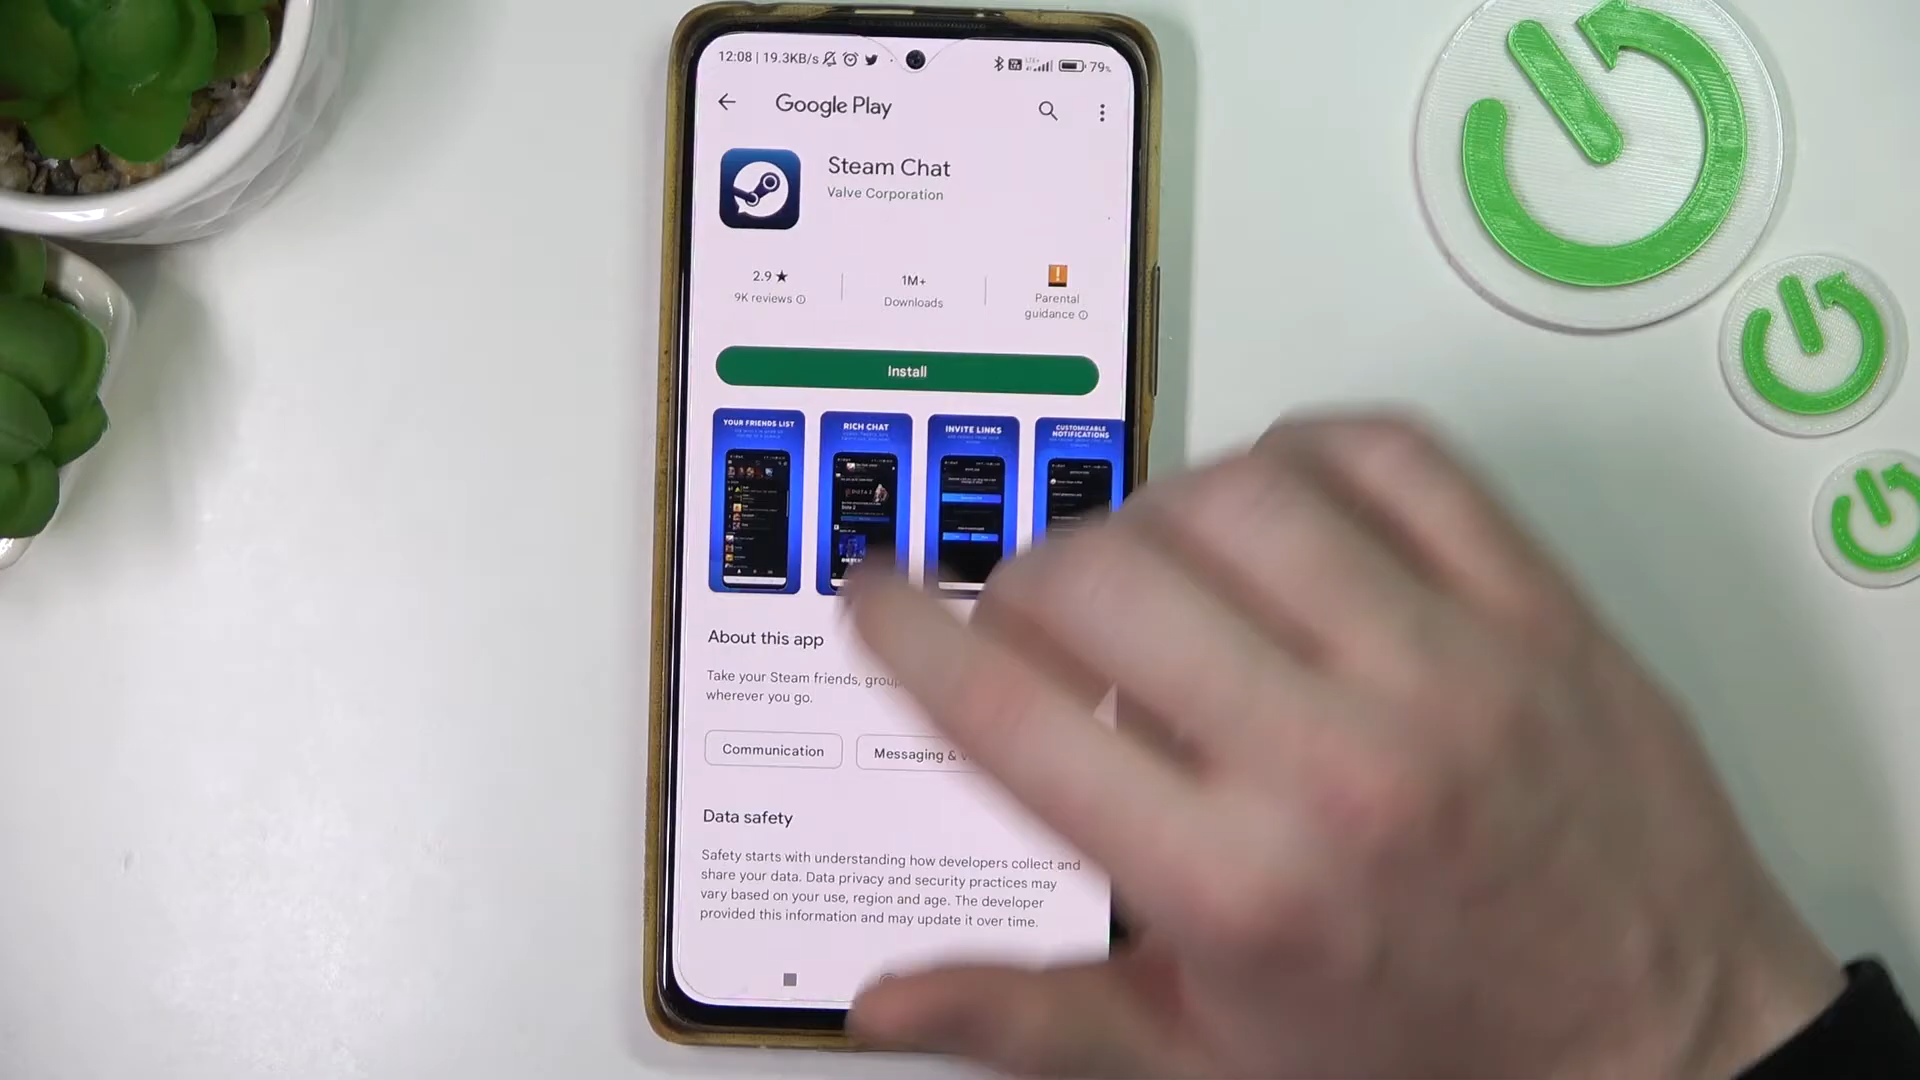 12:08 | 19.3KB/s
79%
Google Play
Steam Chat
Valve Corporation
2.9 ★
9K reviews
1M+
Downloads
Parental
guidance
Install
YOUR FRIENDS LIST
RICH CHAT
INVITE LINKS
CUSTOMIZABLE
NOTIFICATIONS
About this app
Take your Steam friends, group
wherever you go.
Communication
Messaging &
Data safety
Safety starts with understanding how developers collect and
share your data. Data privacy and security practices may
vary based on your use, region and age. The developer
provided this information and may update it over time.